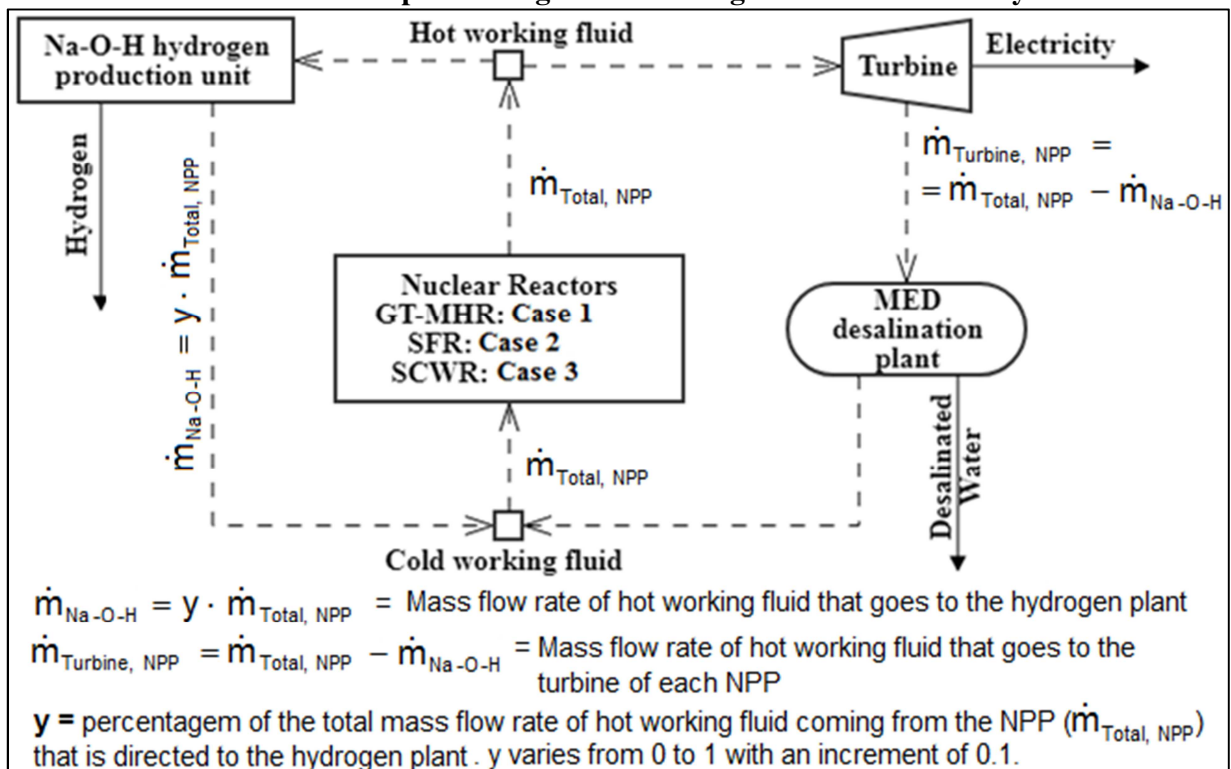 Hot working fluid
Na-O-H hydrogen
production unit
Turbine
Electricity
Hydrogen
ṁNa-O-H = y · ṁTotal, NPP
ṁTotal, NPP
ṁTurbine, NPP =
= ṁTotal, NPP − ṁNa-O-H
Nuclear Reactors
GT-MHR: Case 1
SFR: Case 2
SCWR: Case 3
MED
desalination
plant
ṁTotal, NPP
Desalinated
Water
Cold working fluid
ṁNa-O-H = y · ṁTotal, NPP = Mass flow rate of hot working fluid that goes to the hydrogen plant
ṁTurbine, NPP = ṁTotal, NPP − ṁNa-O-H = Mass flow rate of hot working fluid that goes to the
turbine of each NPP
y = percentagem of the total mass flow rate of hot working fluid coming from the NPP (ṁTotal, NPP)
that is directed to the hydrogen plant . y varies from 0 to 1 with an increment of 0.1.